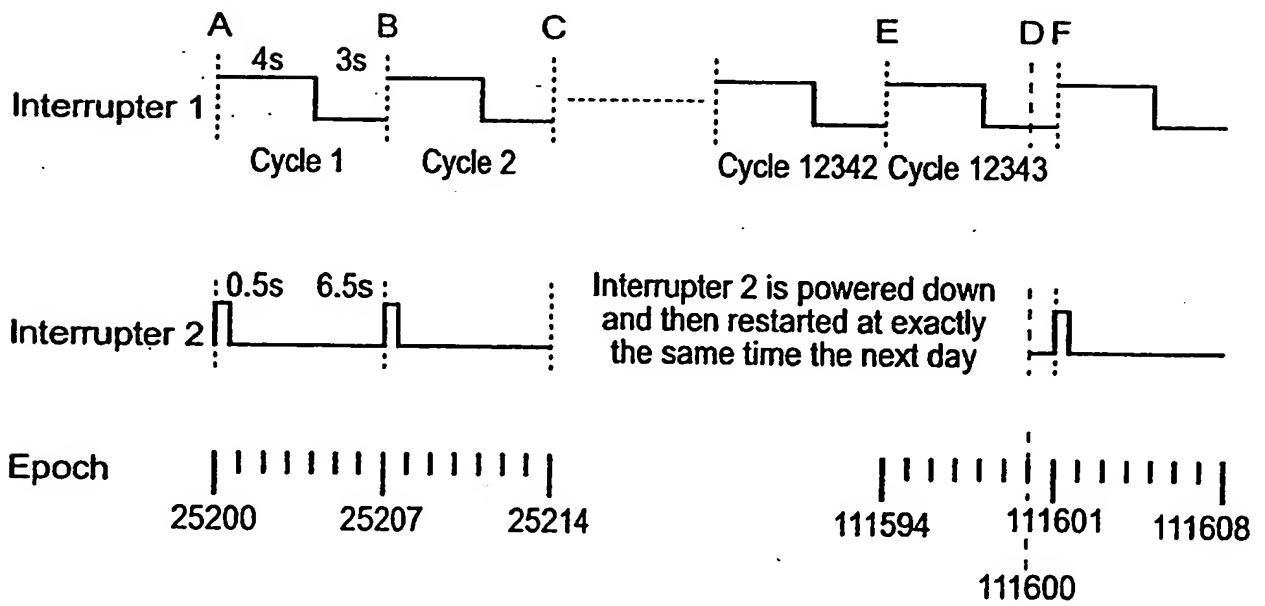 A B C E D F
4s 3s
Interrupter 1
Cycle 1 Cycle 2 Cycle 12342 Cycle 12343
0.5s 6.5s
Interrupter 2
Interrupter 2 is powered down
and then restarted at exactly
the same time the next day
Epoch
25200 25207 25214 111594 111601 111608
111600